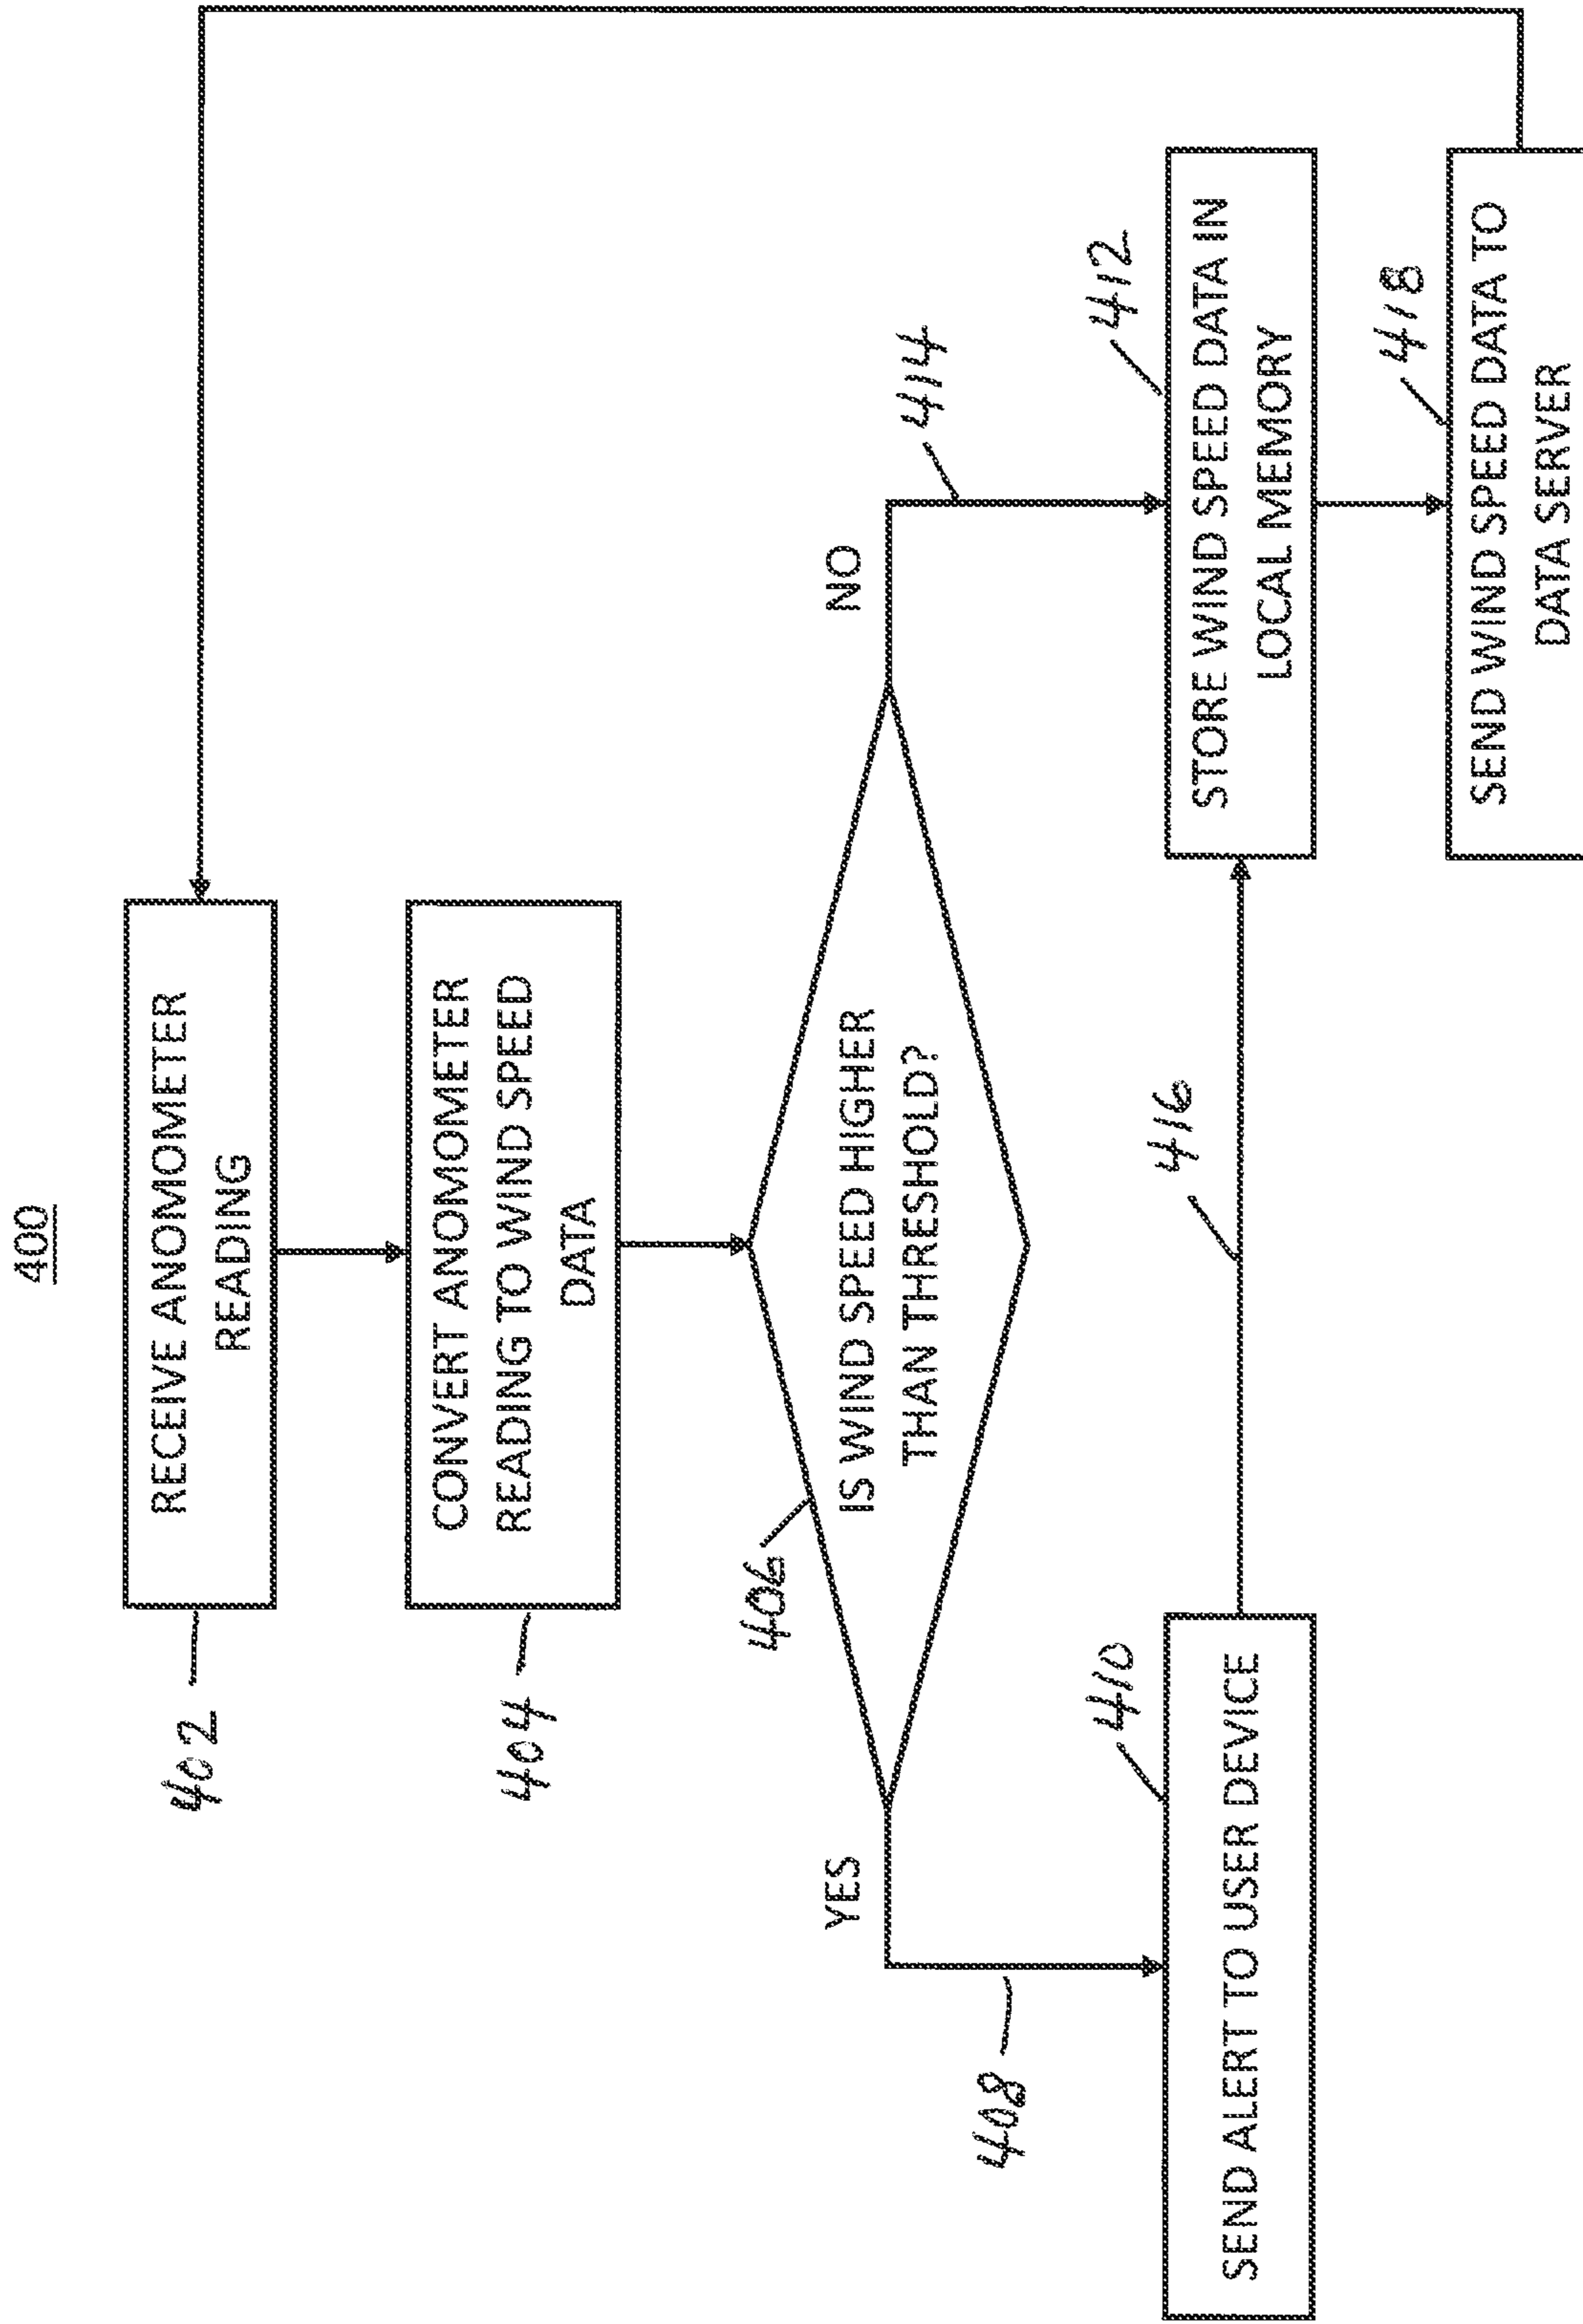 400
RECEIVE ANOMOMETER
READING
402
CONVERT ANOMOMETER
READING TO WIND SPEED
DATA
404
IS WIND SPEED HIGHER
THAN THRESHOLD?
406
YES
NO
408
414
SEND ALERT TO USER DEVICE
410
416
STORE WIND SPEED DATA IN
LOCAL MEMORY
412
SEND WIND SPEED DATA TO
DATA SERVER
418